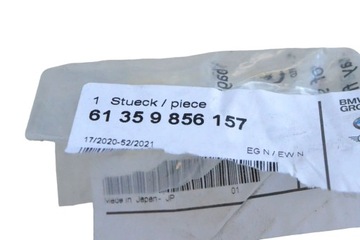 1 Stueck / piece
61 35 9 856 157
17/2020-52/2021
EG N / EW N
BMW
GRO
01
Made in Japan - JP